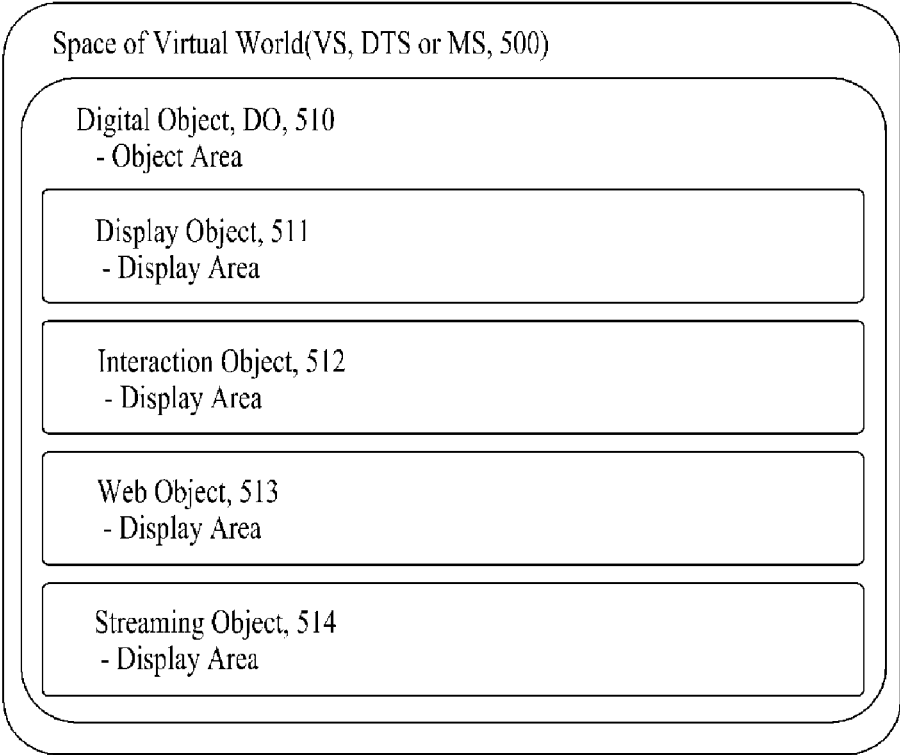 Space of Virtual World(VS, DTS or MS, 500)
Digital Object, DO, 510
- Object Area
Display Object, 511
- Display Area
Interaction Object, 512
- Display Area
Web Object, 513
- Display Area
Streaming Object, 514
- Display Area